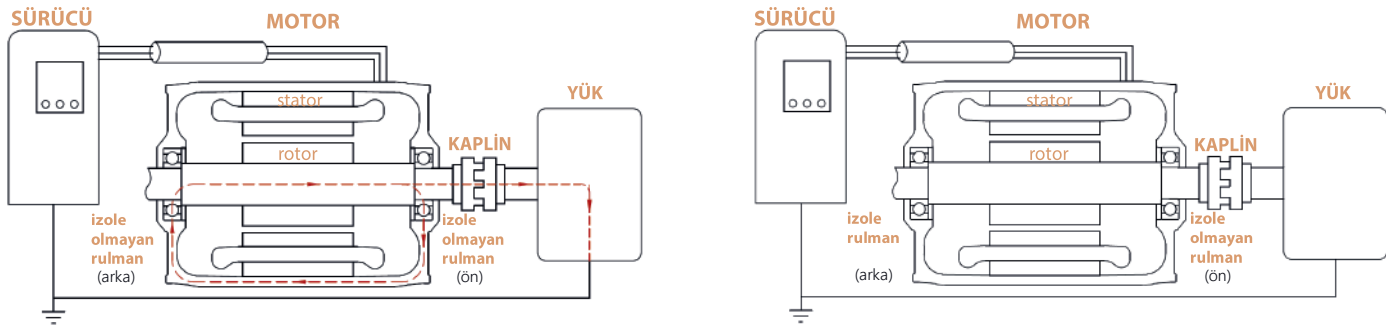 SÜRÜCÜ
MOTOR
stator
rotor
YÜK
KAPLİN
izole
olmayan
rulman
(arka)
izole
olmayan
rulman
(ön)
SÜRÜCÜ
MOTOR
stator
rotor
YÜK
KAPLİN
izole
rulman
(arka)
izole
olmayan
rulman
(ön)